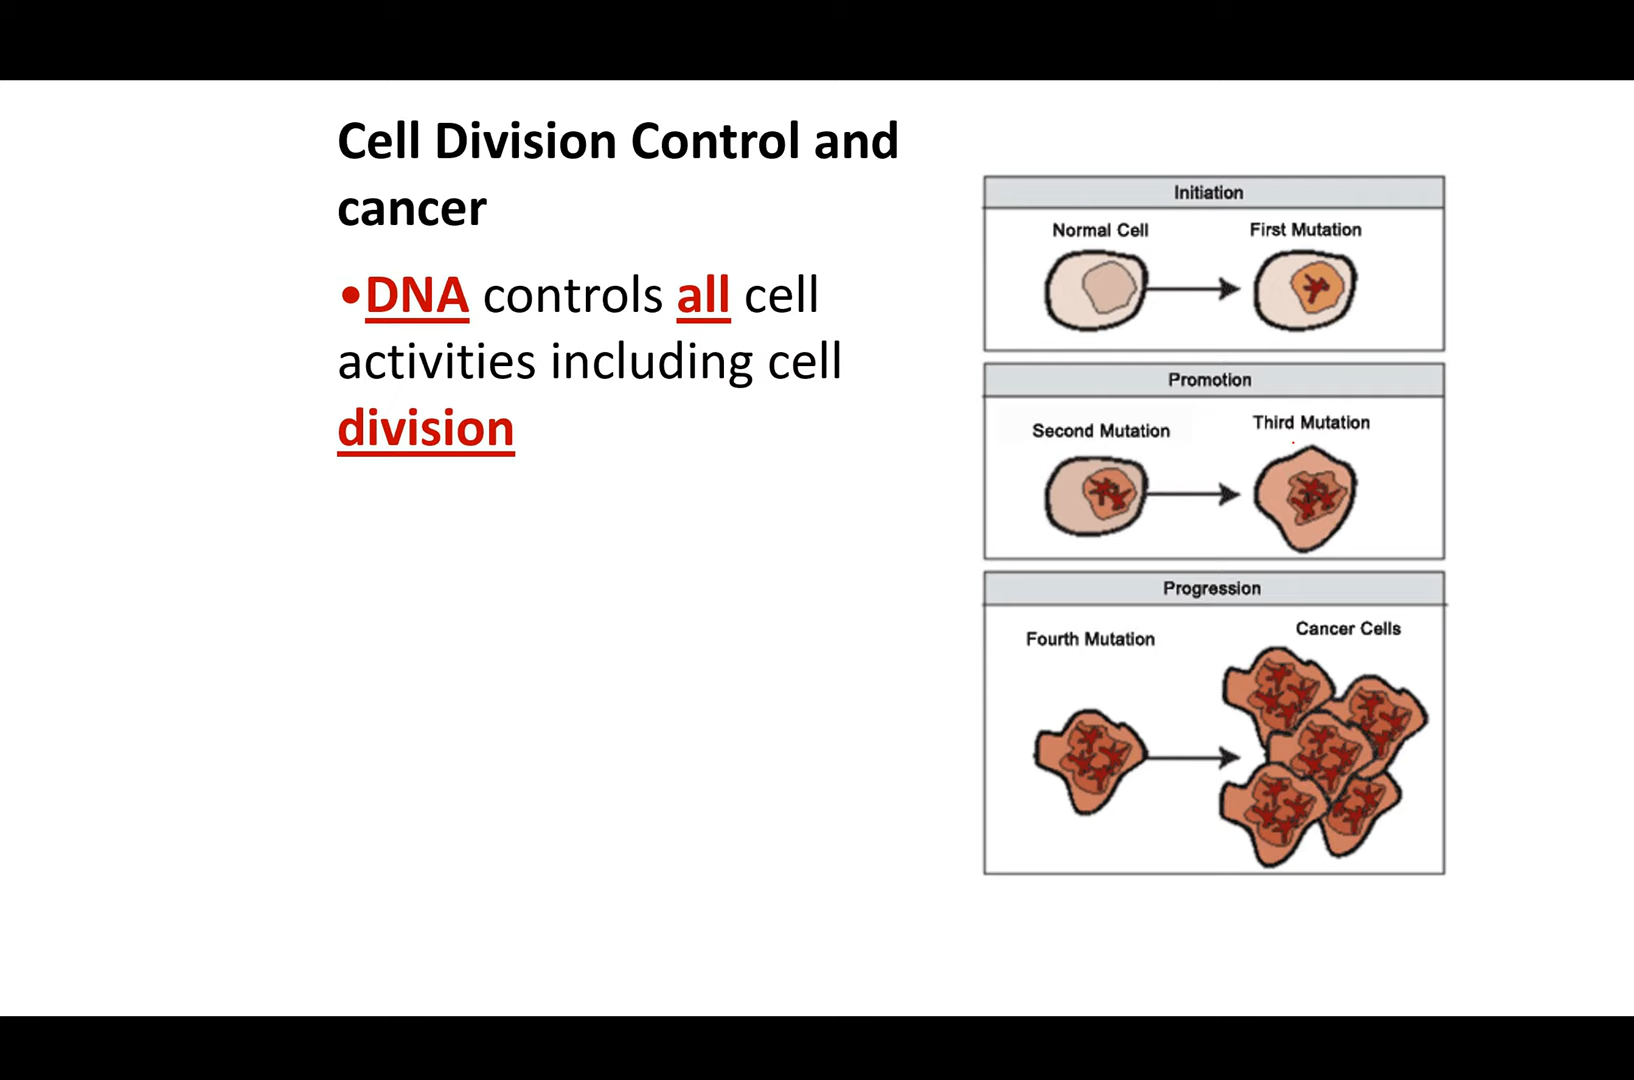 Cell Division Control and
cancer
•DNA controls all cell
activities including cell
division
Initiation
Normal Cell
First Mutation
Promotion
Second Mutation
Third Mutation
Progression
Fourth Mutation
Cancer Cells